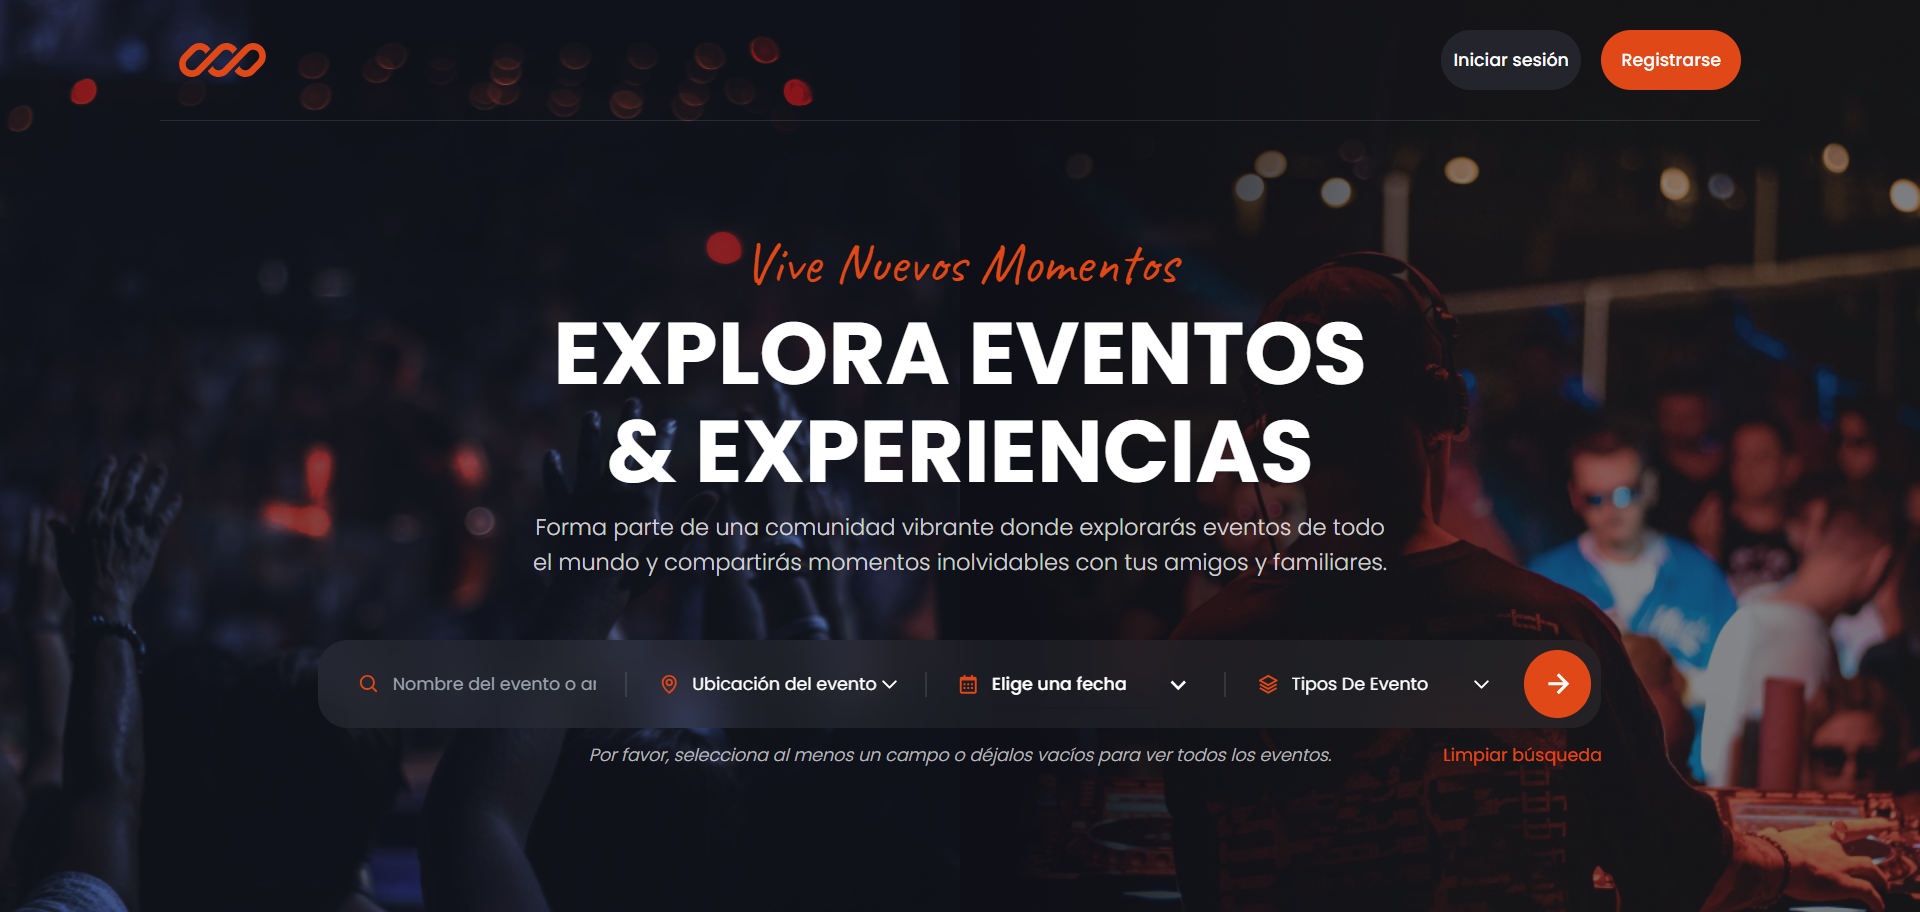 Iniciar sesión
Registrarse
Vive Nuevos Momentos
EXPLORA EVENTOS
& EXPERIENCIAS
Forma parte de una comunidad vibrante donde explorarás eventos de todo
el mundo y compartirás momentos inolvidables con tus amigos y familiares.
Nombre del evento o ar
Ubicación del evento
Elige una fecha
Tipos De Evento
Por favor, selecciona al menos un campo o déjalos vacíos para ver todos los eventos.
Limpiar búsqueda